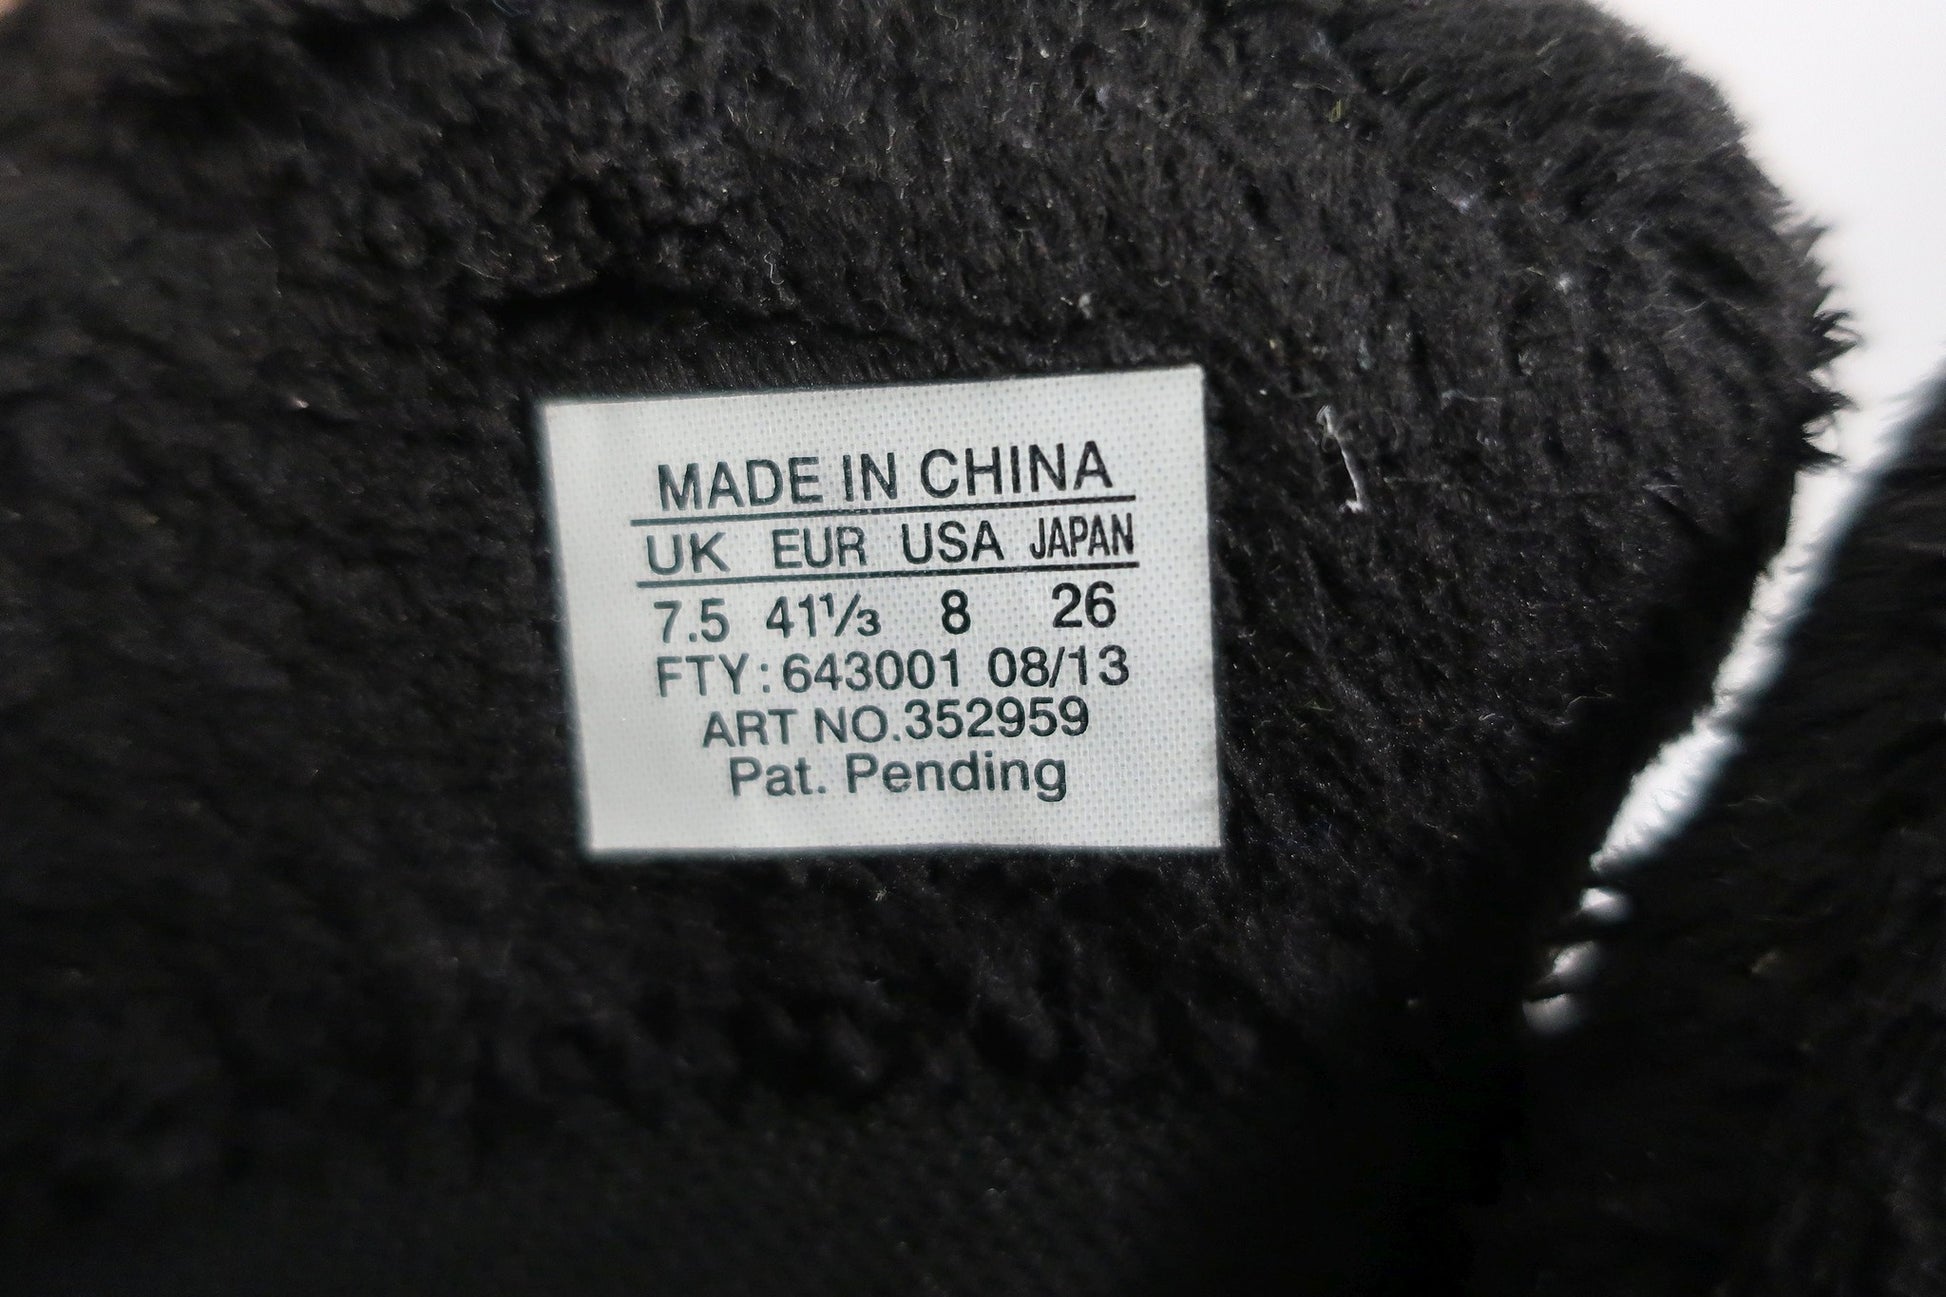 MADE IN CHINA
UK EUR USA JAPAN
7.5 41⅓ 8 26
FTY: 643001 08/13
ART NO.352959
Pat. Pending